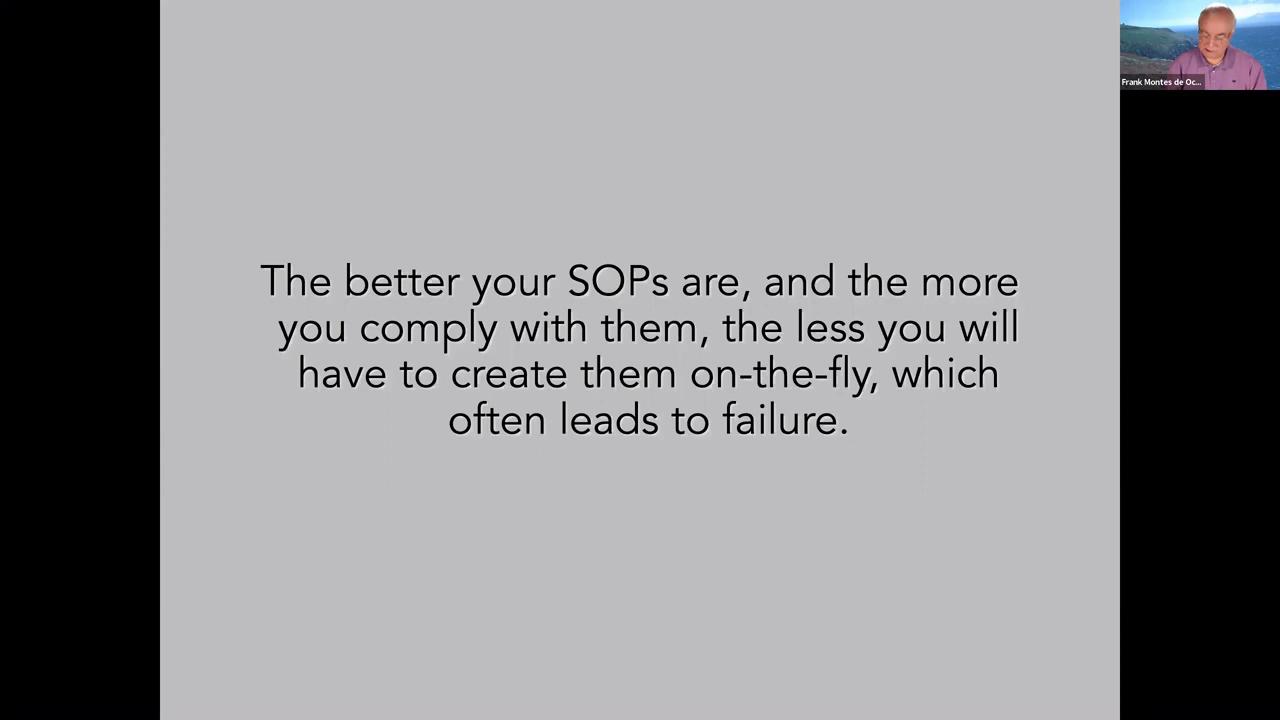 Frank Montes de Oc...
The better your SOPs are, and the more
you comply with them, the less you will
have to create them on-the-fly, which
often leads to failure.